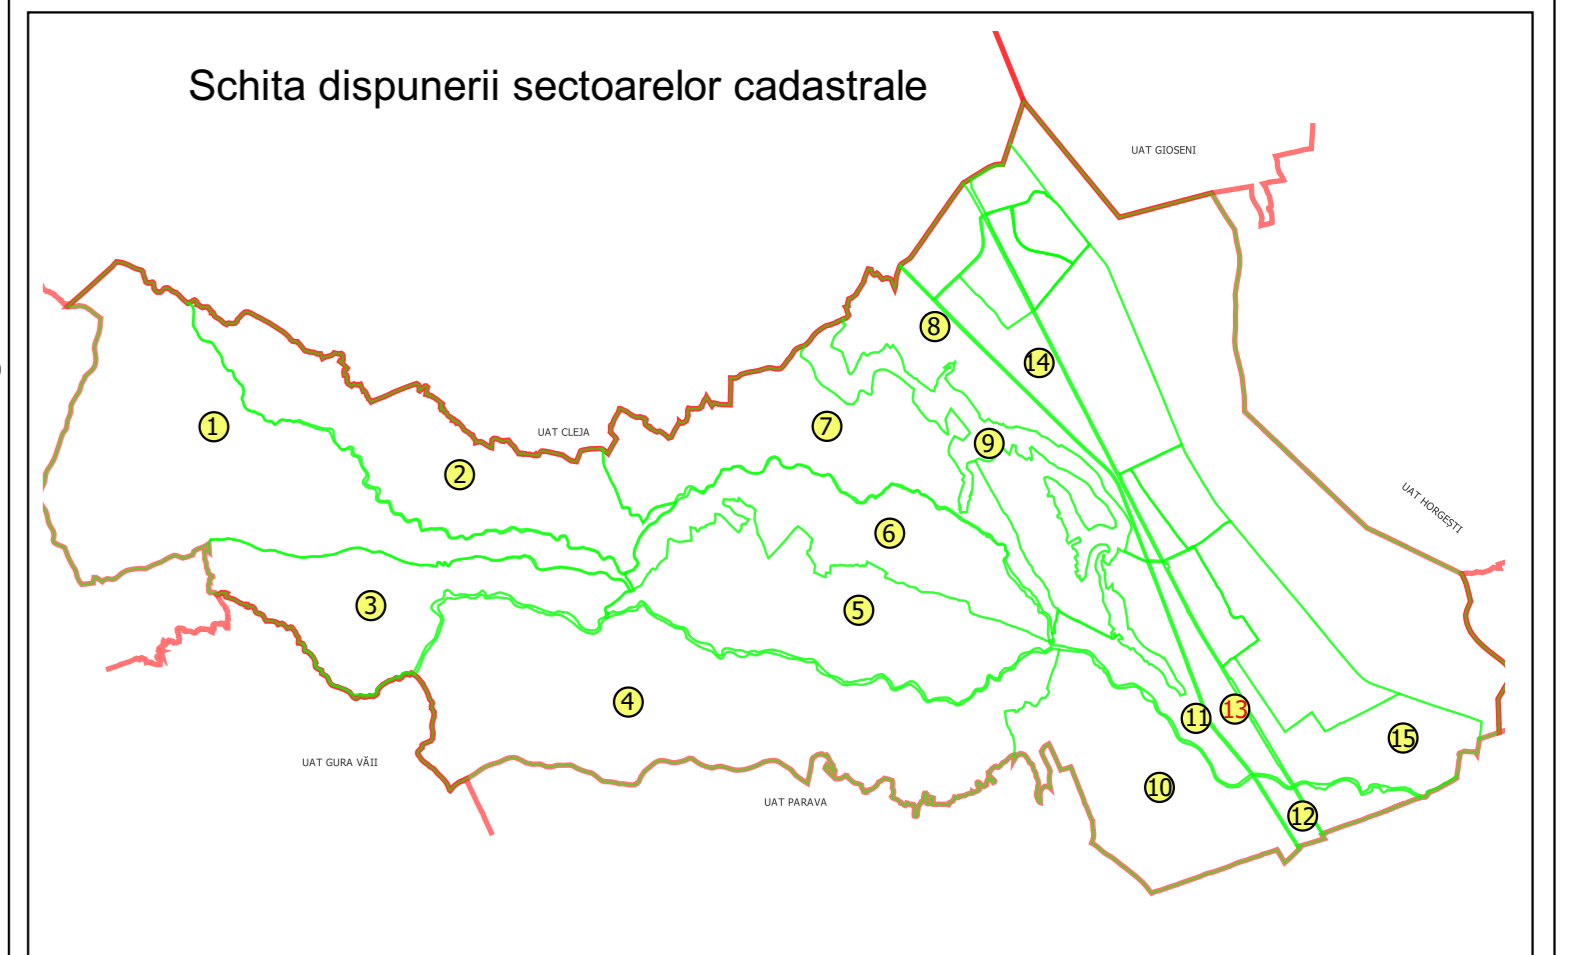 Schita dispunerii sectoarelor cadastrale
UAT GIOSENI
8
14
1
UAT CLEJA
7
9
2
UAT HORGEȘTI
6
3
5
4
11
13
15
UAT GURA VĂII
10
UAT PARAVA
12